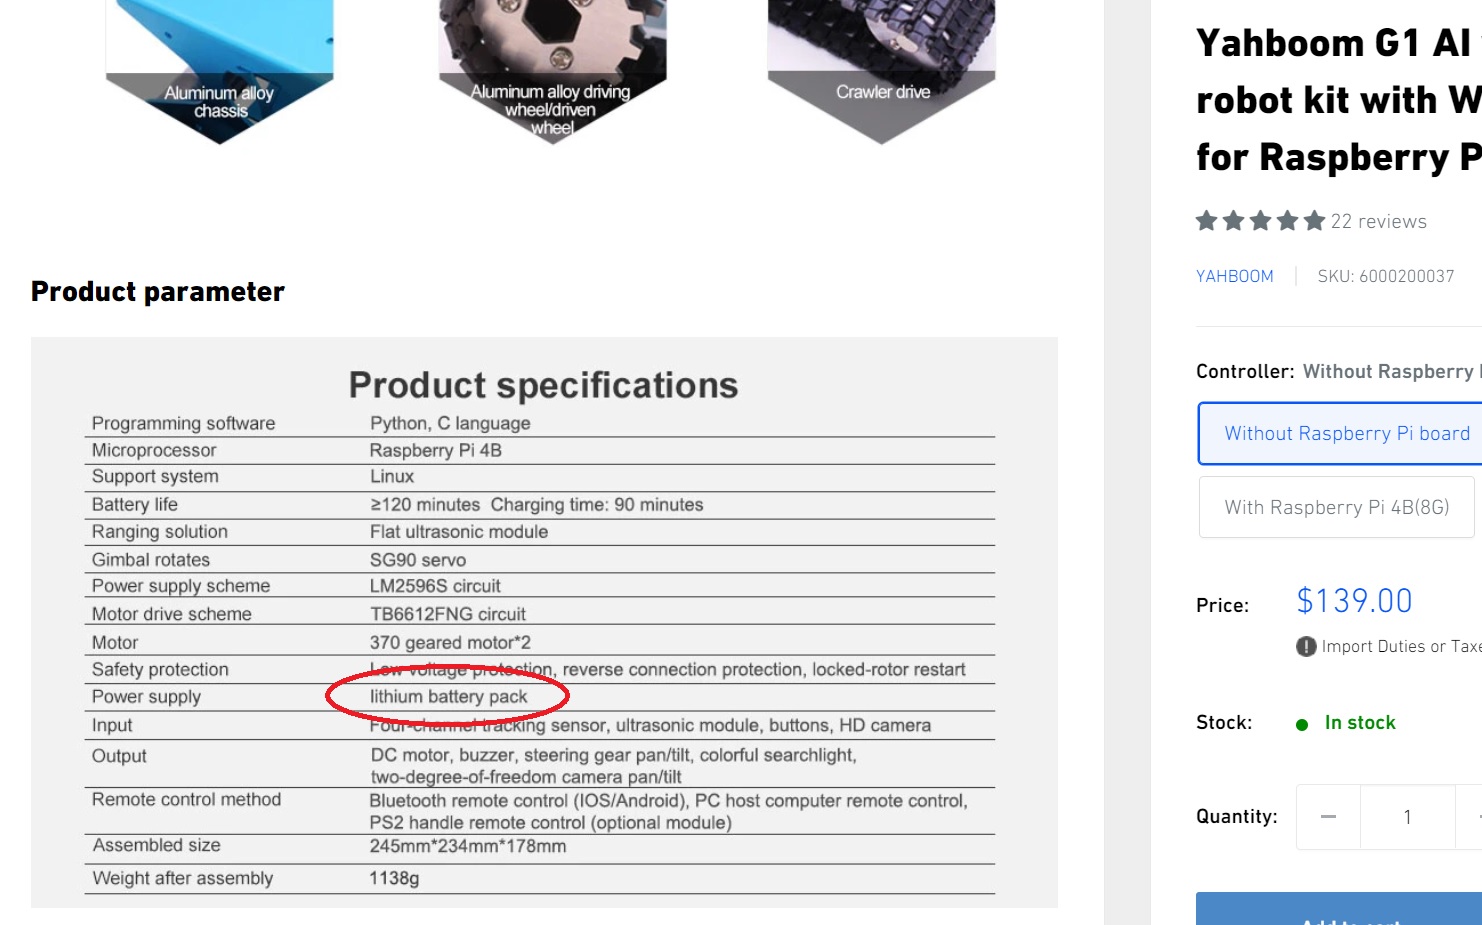 Aluminum alloy
chassis
Aluminum alloy driving
wheel/driven
wheel
Crawler drive
Product parameter
Product specifications
Programming software Python, C language
Microprocessor Raspberry Pi 4B
Support system Linux
Battery life ≥120 minutes Charging time: 90 minutes
Ranging solution Flat ultrasonic module
Gimbal rotates SG90 servo
Power supply scheme LM2596S circuit
Motor drive scheme TB6612FNG circuit
Motor 370 geared motor*2
Safety protection Low voltage protection, reverse connection protection, locked-rotor restart
Power supply lithium battery pack
Input Four-channel tracking sensor, ultrasonic module, buttons, HD camera
Output DC motor, buzzer, steering gear pan/tilt, colorful searchlight,
two-degree-of-freedom camera pan/tilt
Remote control method Bluetooth remote control (IOS/Android), PC host computer remote control,
PS2 handle remote control (optional module)
Assembled size 245mm*234mm*178mm
Weight after assembly 1138g
Yahboom G1 AI
robot kit with W
for Raspberry P
22 reviews
YAHBOOM SKU: 6000200037
Controller: Without Raspberry
Without Raspberry Pi board
With Raspberry Pi 4B(8G)
Price: $139.00
Import Duties or Taxe
Stock: In stock
Quantity: 1
Add to cart